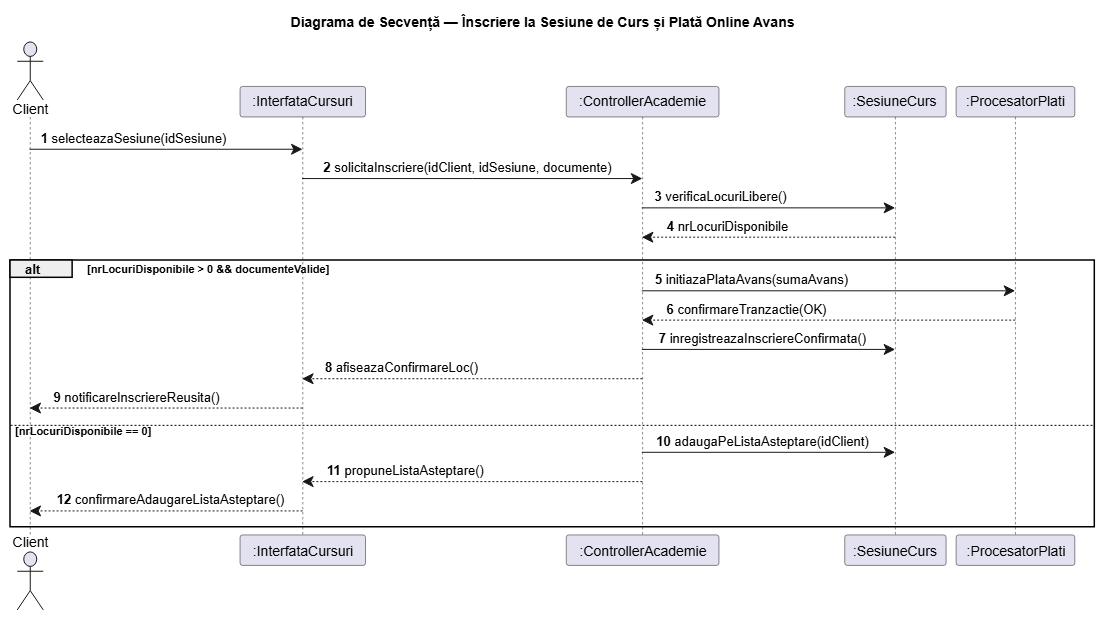 Diagrama de Secvență — Înscriere la Sesiune de Curs și Plată Online Avans
Client
:InterfataCursuri
:ControllerAcademie
:SesiuneCurs
:ProcesatorPlati
1 selecteazaSesiune(idSesiune)
2 solicitaInscriere(idClient, idSesiune, documente)
3 verificaLocuriLibere()
4 nrLocuriDisponibile
alt
[nrLocuriDisponibile > 0 && documenteValide]
5 initiazaPlataAvans(sumaAvans)
6 confirmareTranzactie(OK)
7 inregistreazaInscriereConfirmata()
8 afiseazaConfirmareLoc()
9 notificareInscriereReusita()
[nrLocuriDisponibile == 0]
10 adaugaPeListaAsteptare(idClient)
11 propuneListaAsteptare()
12 confirmareAdaugareListaAsteptare()
Client
:InterfataCursuri
:ControllerAcademie
:SesiuneCurs
:ProcesatorPlati